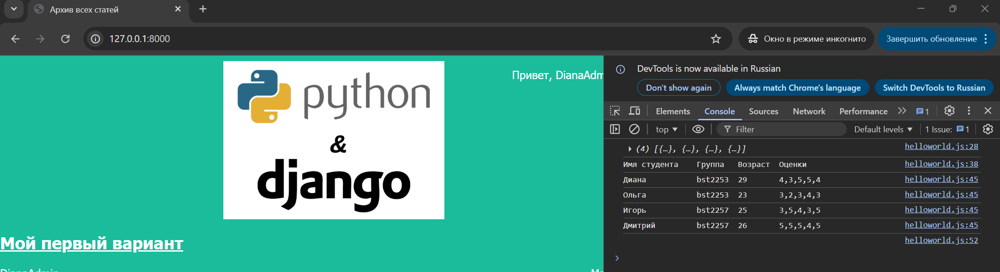 Архив всех статей
127.0.0.1:8000
Окно в режиме инкогнито
Завершить обновление
python
&
django
Привет, DianaAdm
Мой первый вариант
DianaAdmin
DevTools is now available in Russian
Don't show again
Always match Chrome's language
Switch DevTools to Russian
Elements Console Sources Network Performance 1
top Filter Default levels 1 Issue: 1
(4) [{…}, {…}, {…}, {…}] helloworld.js:28
Имя студента Группа Возраст Оценки helloworld.js:38
Диана bst2253 29 4,3,5,5,4 helloworld.js:45
Ольга bst2253 23 3,2,3,4,3 helloworld.js:45
Игорь bst2257 25 3,5,4,3,5 helloworld.js:45
Дмитрий bst2257 26 5,5,5,4,5 helloworld.js:45
helloworld.js:52